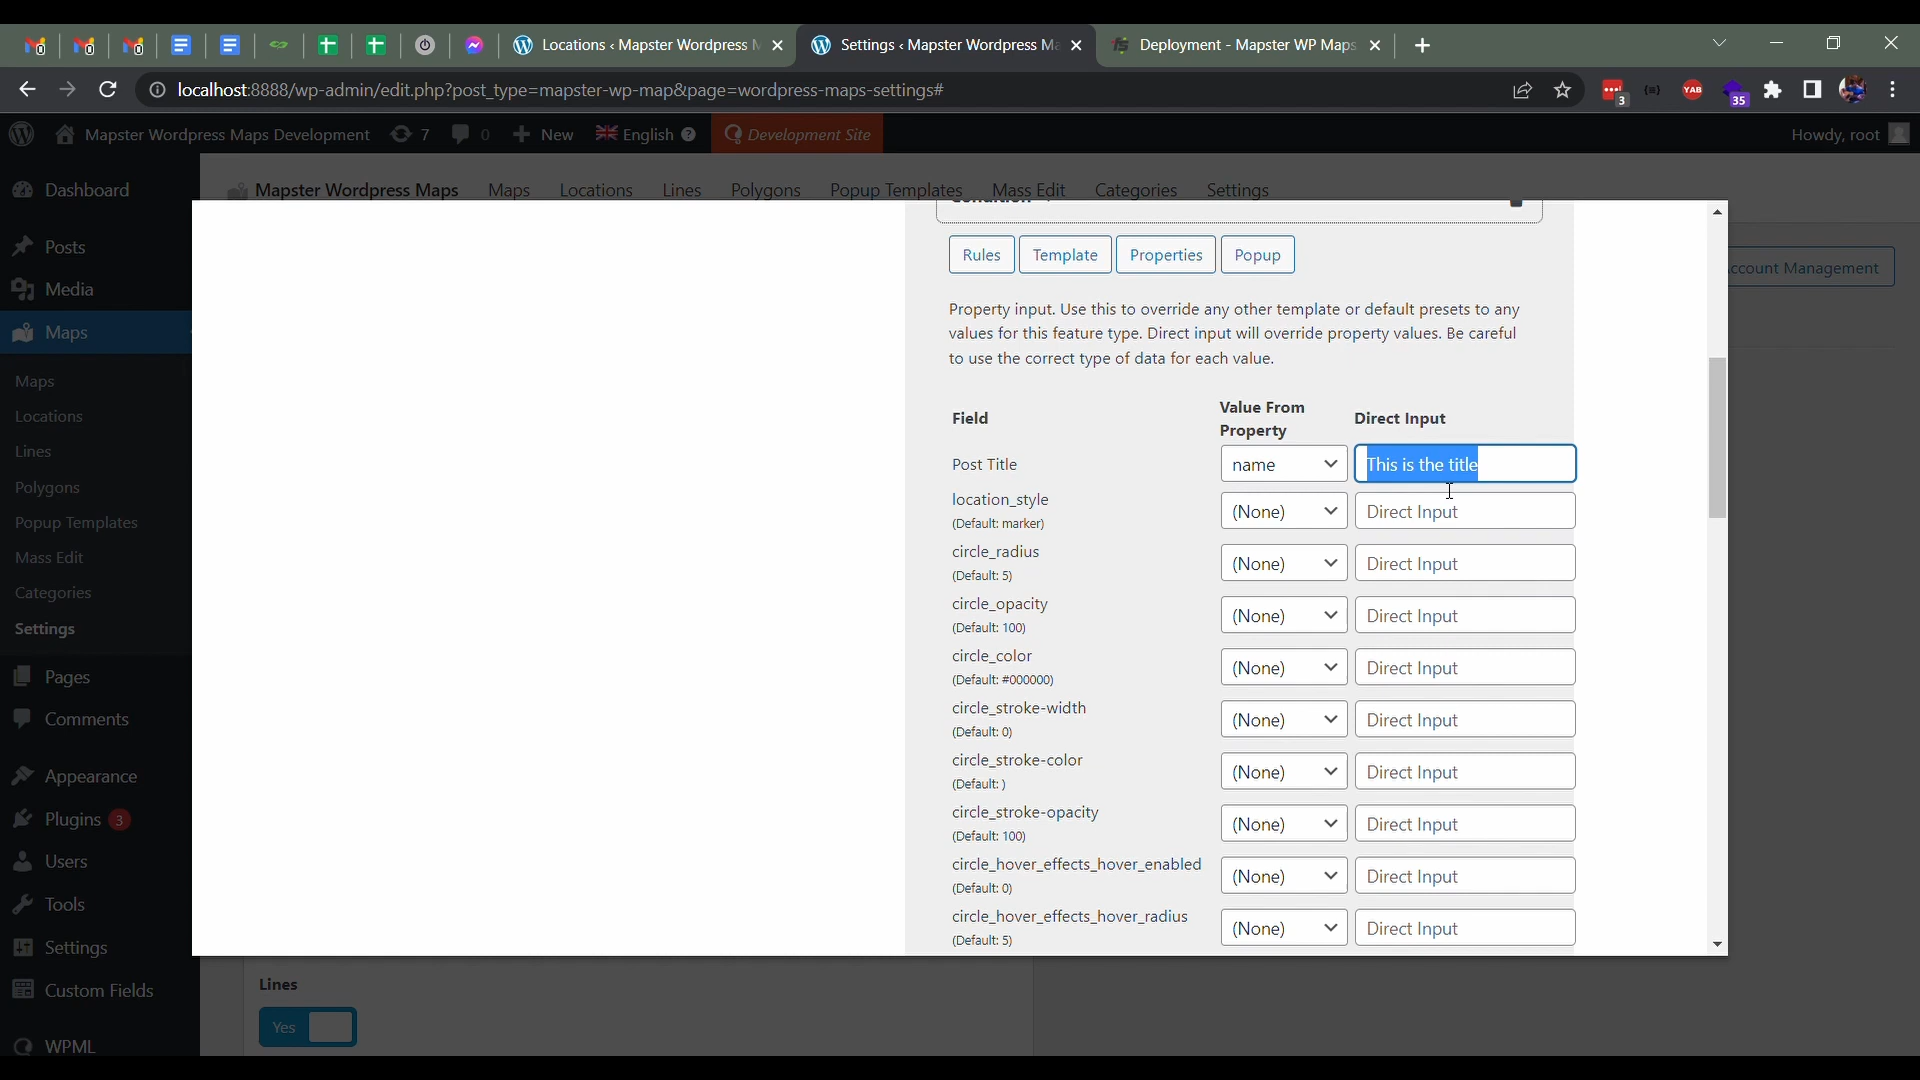 Locations ‹ Mapster Wordpress M
Settings ‹ Mapster Wordpress Ma
Deployment - Mapster WP Maps
localhost:8888/wp-admin/edit.php?post_type=mapster-wp-map&page=wordpress-maps-settings#
3
YAB
35
Mapster Wordpress Maps Development
7
0
New
English
Development Site
Howdy, root
Dashboard
Posts
Media
Maps
Maps
Locations
Lines
Polygons
Popup Templates
Mass Edit
Categories
Settings
Pages
Comments
Appearance
Plugins 3
Users
Tools
Settings
Custom Fields
WPML
Mapster Wordpress Maps
Maps
Locations
Lines
Polygons
Popup Templates
Mass Edit
Categories
Settings
ccount Management
Condition
Rules
Template
Properties
Popup
Property input. Use this to override any other template or default presets to any
values for this feature type. Direct input will override property values. Be careful
to use the correct type of data for each value.
Field
Value From
Property
Direct Input
Post Title
name
This is the title
location_style
(Default: marker)
(None)
Direct Input
circle_radius
(Default: 5)
(None)
Direct Input
circle_opacity
(Default: 100)
(None)
Direct Input
circle_color
(Default: #000000)
(None)
Direct Input
circle_stroke-width
(Default: 0)
(None)
Direct Input
circle_stroke-color
(Default: )
(None)
Direct Input
circle_stroke-opacity
(Default: 100)
(None)
Direct Input
circle_hover_effects_hover_enabled
(Default: 0)
(None)
Direct Input
circle_hover_effects_hover_radius
(Default: 5)
(None)
Direct Input
Lines
Yes